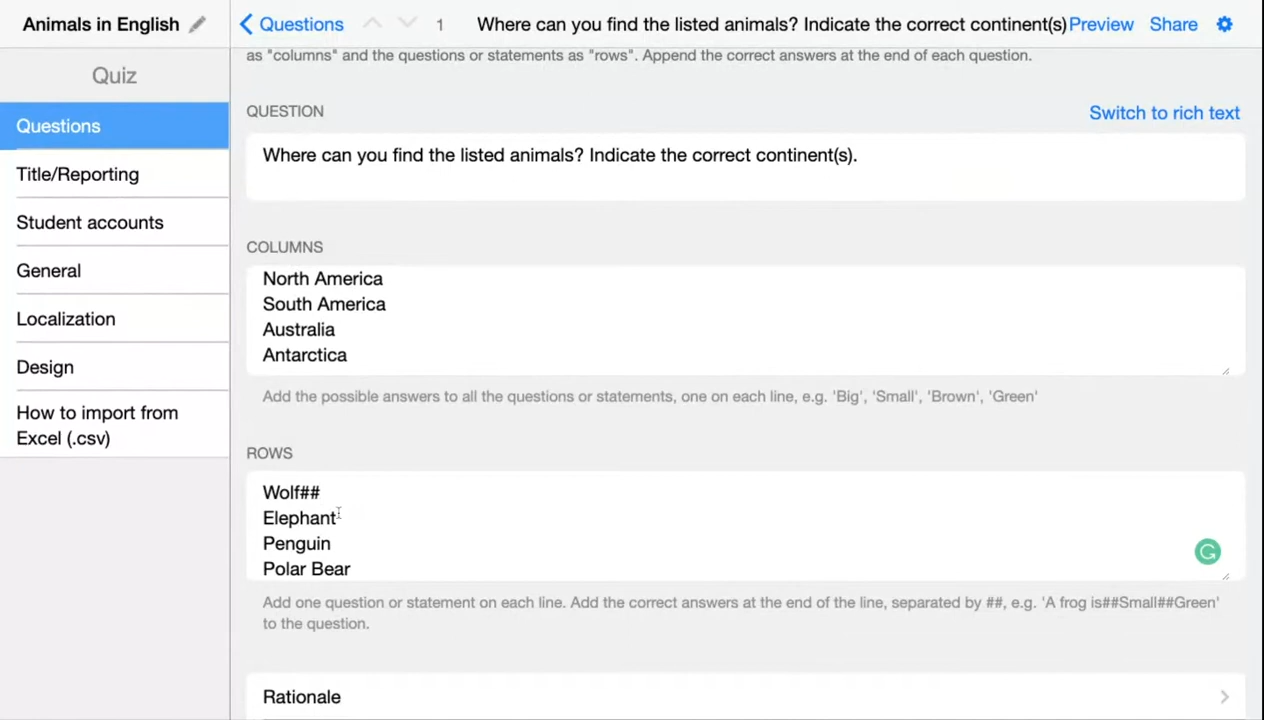 Animals in English
Questions
1
Where can you find the listed animals? Indicate the correct continent(s)
Preview
Share
Quiz
Questions
Title/Reporting
Student accounts
General
Localization
Design
How to import from
Excel (.csv)
as "columns" and the questions or statements as "rows". Append the correct answers at the end of each question.
QUESTION
Switch to rich text
Where can you find the listed animals? Indicate the correct continent(s).
COLUMNS
North America
South America
Australia
Antarctica
Add the possible answers to all the questions or statements, one on each line, e.g. 'Big', 'Small', 'Brown', 'Green'
ROWS
Wolf##
Elephant
Penguin
Polar Bear
Add one question or statement on each line. Add the correct answers at the end of the line, separated by ##, e.g. 'A frog is##Small##Green'
to the question.
Rationale